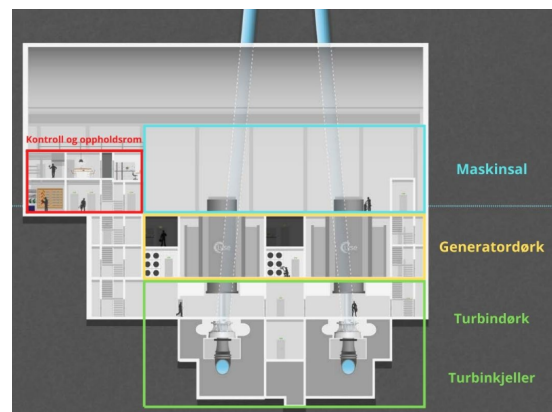 Kontroll og oppholdsrom
Maskinsal
Generatordørk
Turbindørk
Turbinkjeller